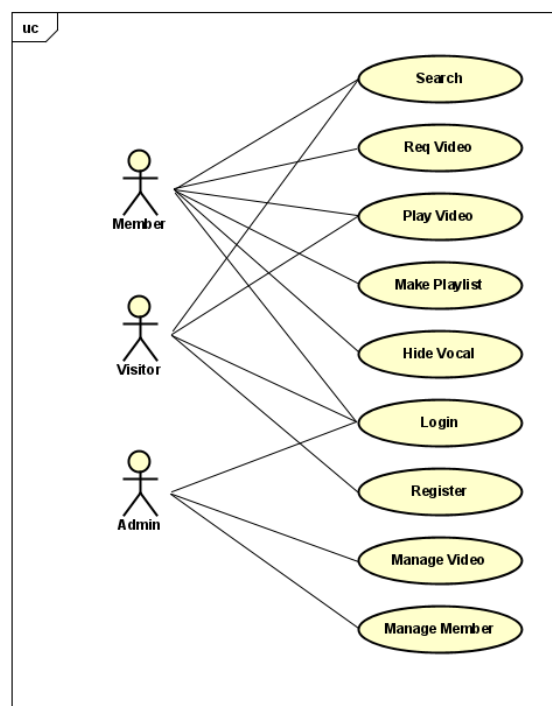 uc
Search
Req Video
Member
Play Video
Make Playlist
Visitor
Hide Vocal
Login
Admin
Register
Manage Video
Manage Member